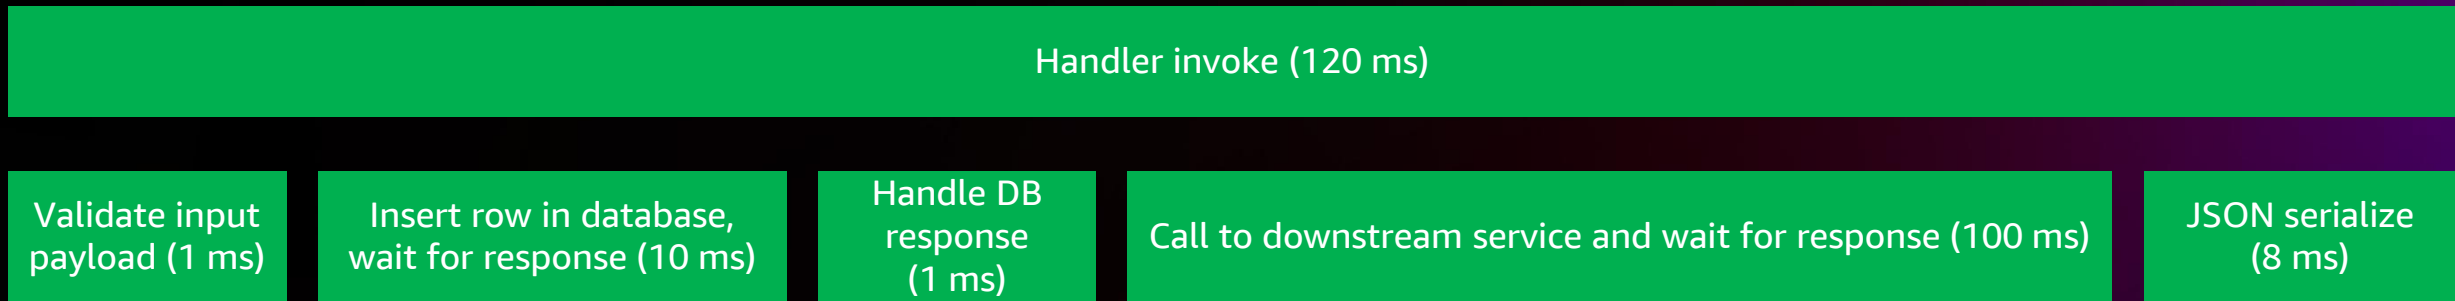 Handler invoke (120 ms)
Validate input
payload (1 ms)
Insert row in database,
wait for response (10 ms)
Handle DB
response
(1 ms)
Call to downstream service and wait for response (100 ms)
JSON serialize
(8 ms)